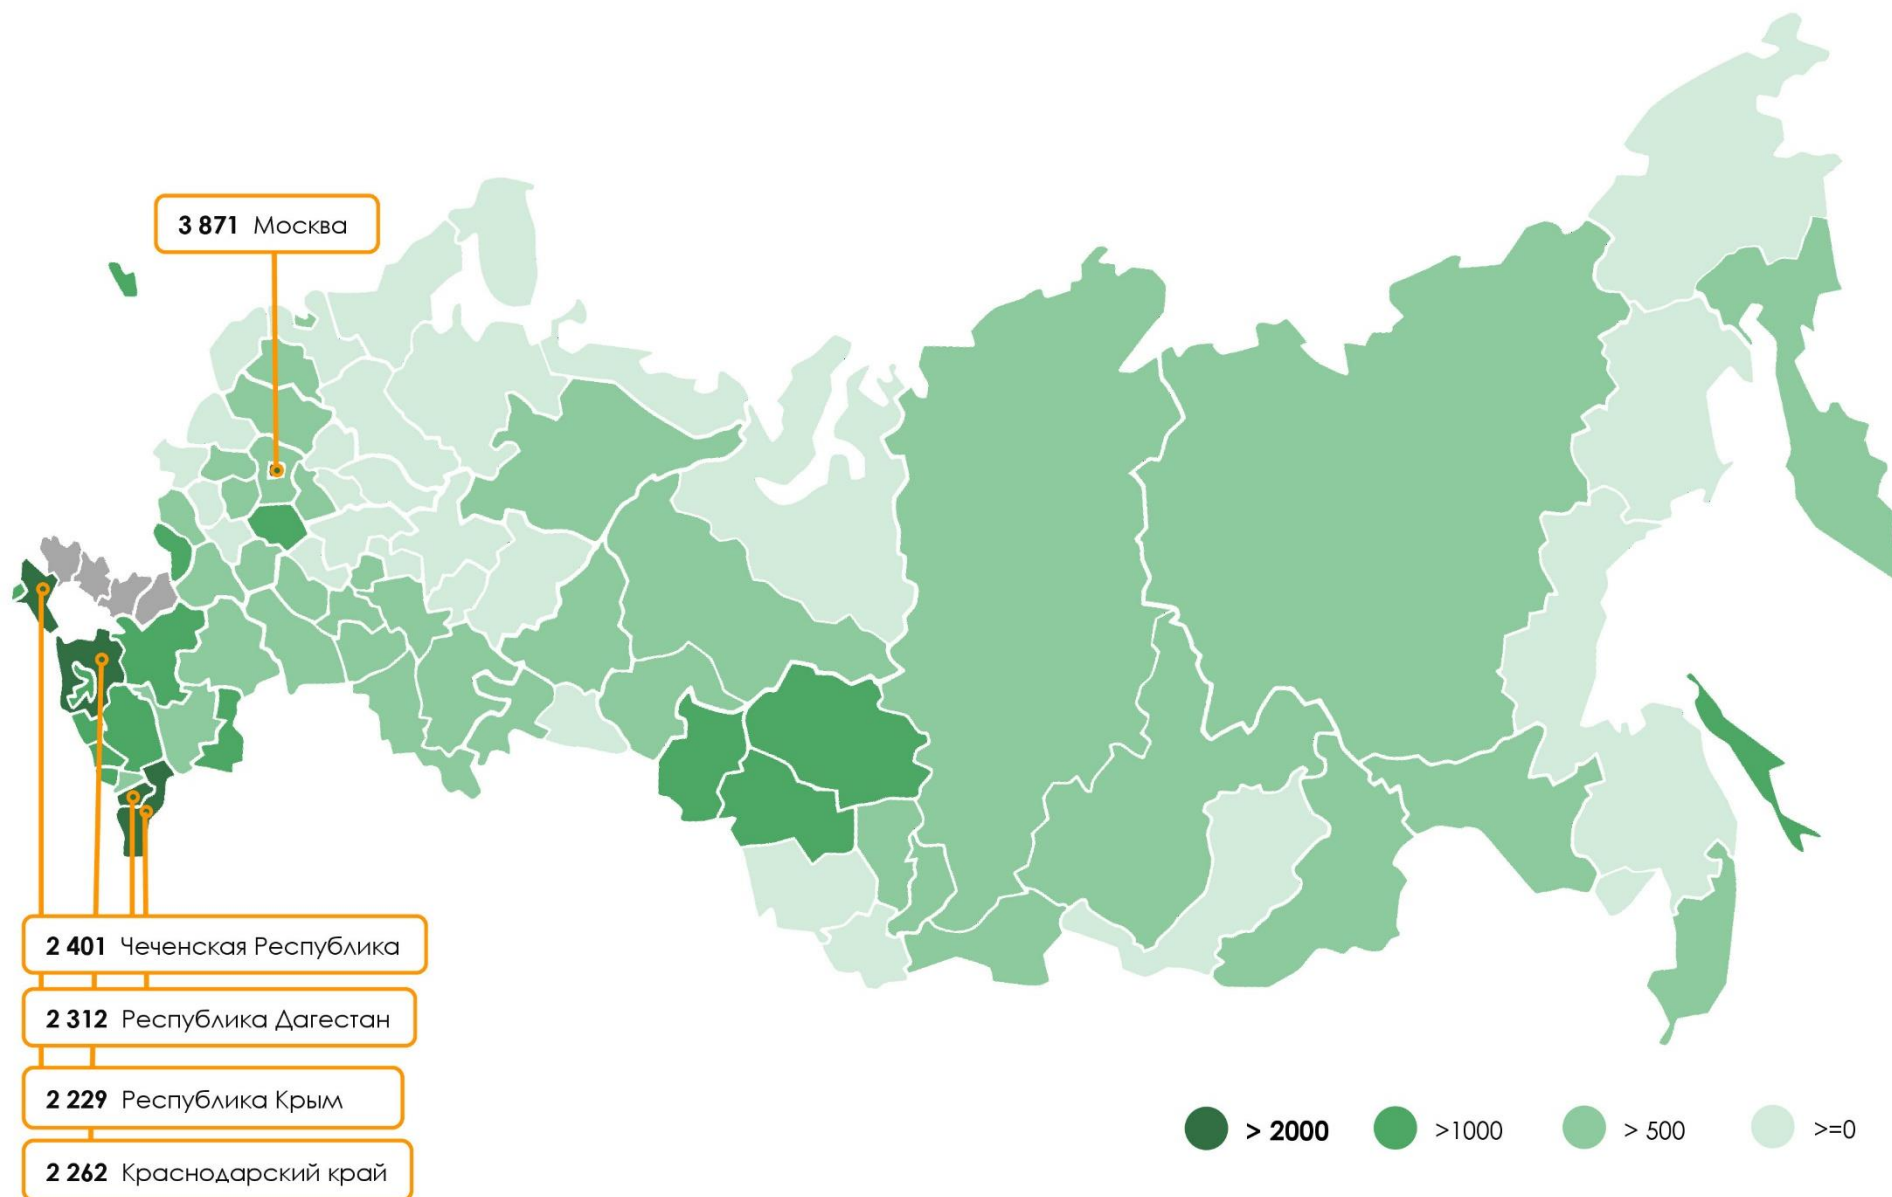 3 871 Москва
2 401 Чеченская Республика
2 312 Республика Дагестан
2 229 Республика Крым
2 262 Краснодарский край
> 2000
>1000
> 500
>=0